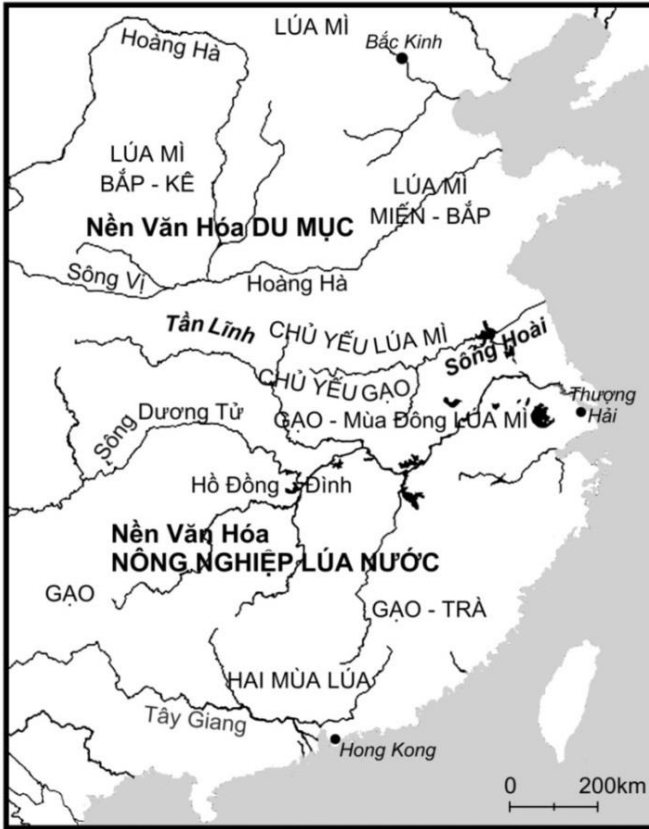 LÚA MÌ
Hoàng Hà
Bắc Kinh
LÚA MÌ
BẮP - KÊ
LÚA MÌ
MIẾN - BẮP
Nền Văn Hóa DU MỤC
Sông Vị
Hoàng Hà
Tần Lĩnh
CHỦ YẾU LÚA MÌ
Sông Hoài
CHỦ YẾU GẠO
Thượng
Hải
Sông
Dương Tử
GẠO - Mùa Đông LÚA MÌ
Hồ Đồng Đình
Nền Văn Hóa
NÔNG NGHIỆP LÚA NƯỚC
GẠO
GẠO - TRÀ
HAI MÙA LÚA
Tây Giang
Hong Kong
0 200km